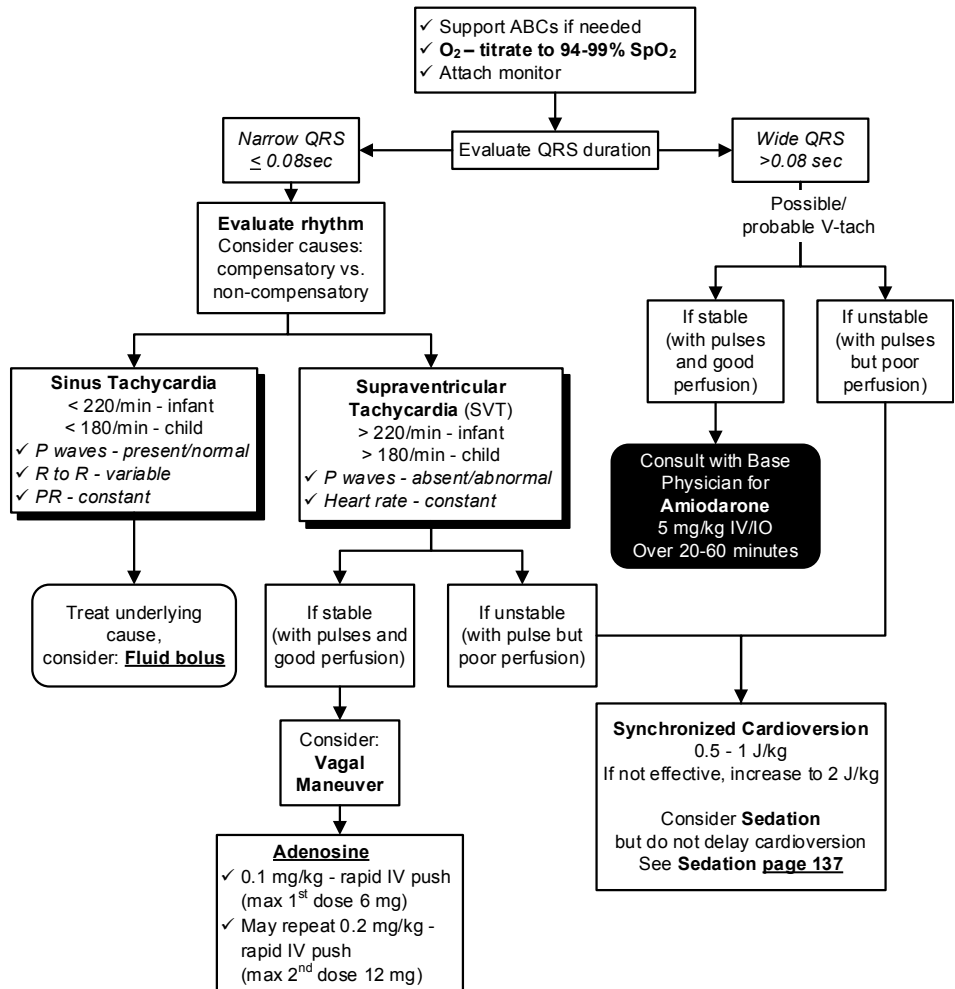 ✓ Support ABCs if needed
✓ O₂ – titrate to 94-99% SpO₂
✓ Attach monitor
Narrow QRS
≤ 0.08sec
Evaluate QRS duration
Wide QRS
>0.08 sec
Evaluate rhythm
Consider causes:
compensatory vs.
non-compensatory
Possible/
probable V-tach
Sinus Tachycardia
< 220/min - infant
< 180/min - child
✓ P waves - present/normal
✓ R to R - variable
✓ PR - constant
Supraventricular
Tachycardia (SVT)
> 220/min - infant
> 180/min - child
✓ P waves - absent/abnormal
✓ Heart rate - constant
If stable
(with pulses
and good
perfusion)
If unstable
(with pulses
but poor
perfusion)
Consult with Base
Physician for
Amiodarone
5 mg/kg IV/IO
Over 20-60 minutes
Treat underlying
cause,
consider: Fluid bolus
If stable
(with pulses and
good perfusion)
If unstable
(with pulse but
poor perfusion)
Consider:
Vagal
Maneuver
Synchronized Cardioversion
0.5 - 1 J/kg
If not effective, increase to 2 J/kg
Consider Sedation
but do not delay cardioversion
See Sedation page 137
Adenosine
✓ 0.1 mg/kg - rapid IV push
(max 1st dose 6 mg)
✓ May repeat 0.2 mg/kg -
rapid IV push
(max 2nd dose 12 mg)